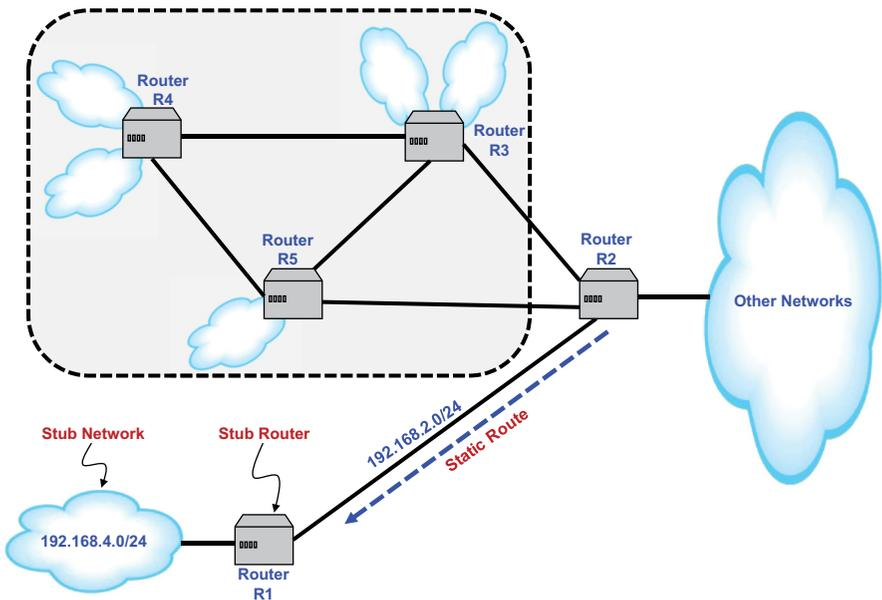 Router
R4
Router
R3
Router
R5
Router
R2
Other Networks
192.168.2.0/24
Static Route
Stub Network
Stub Router
192.168.4.0/24
Router
R1